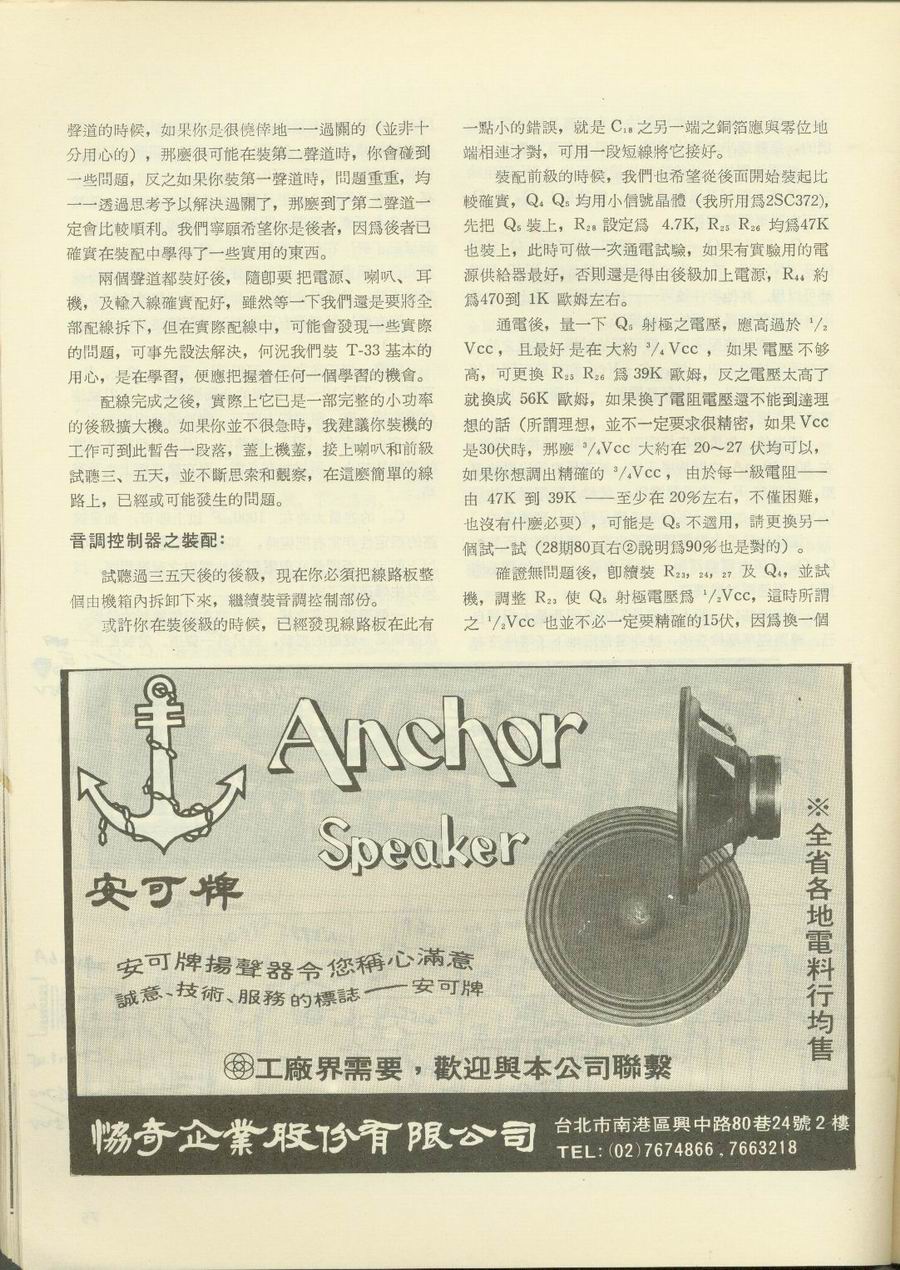 聲道的時候，如果你是很僥倖地一一過關的（並非十
分用心的），那麼很可能在裝第二聲道時，你會碰到
一些問題，反之如果你裝第一聲道時，問題重重，均
一一透過思考予以解決過關了，那麼到了第二聲道一
定會比較順利。我們寧願希望你是後者，因爲後者已
確實在裝配中學得了一些實用的東西。
兩個聲道都裝好後，隨卽要把電源、喇叭、耳
機，及輸入線確實配好，雖然等一下我們還是要將全
部配線拆下，但在實際配線中，可能會發現一些實際
的問題，可事先設法解決，何況我們裝 T-33 基本的
用心，是在學習，便應把握着任何一個學習的機會。
配線完成之後，實際上它已是一部完整的小功率
的後級擴大機。如果你並不很急時，我建議你裝機的
工作可到此暫告一段落，蓋上機蓋，接上喇叭和前級
試聽三、五天，並不斷思索和觀察，在這麼簡單的線
路上，已經或可能發生的問題。
音調控制器之裝配：
試聽過三五天後的後級，現在你必須把線路板整
個由機箱內拆卸下來，繼續裝音調控制部份。
或許你在裝後級的時候，已經發現線路板在此有
一點小的錯誤，就是 C₁₈ 之另一端之銅箔應與零位地
端相連才對，可用一段短線將它接好。
裝配前級的時候，我們也希望從後而開始裝起比
較確實，Q₄ Q₅ 均用小信號晶體（我所用爲2SC372)，
先把 Q₅ 裝上，R₂₈ 設定爲 4.7K，R₂₅ R₂₆ 均爲47K
也裝上，此時可做一次通電試驗，如果有實驗用的電
源供給器最好，否則還是得由後級加上電源，R₄₄ 約
爲470到 1K 歐姆左右。
通電後，量一下 Q₅ 射極之電壓，應高過於 ¹/₂
Vcc，且最好是在大約 ³/₄ Vcc ，如果電壓不够
高，可更換 R₂₅ R₂₆ 爲 39K 歐姆，反之電壓太高了
就換成 56K 歐姆，如果換了電阻電壓還不能到達理
想的話（所謂理想，並不一定要求很精密，如果 Vcc
是30伏時，那麼 ³/₄Vcc 大約在 20～27 伏均可以，
如果你想調出精確的 ³/₄Vcc，由於每一級電阻——
由 47K 到 39K ——至少在20%左右，不僅困難，
也沒有什麼必要），可能是 Q₅ 不適用，請更換另一
個試一試（28期80頁右②說明爲90%也是對的）。
確證無問題後，卽續裝 R₂₃，₂₄，₂₇ 及 Q₄，並試
機，調整 R₂₃ 使 Q₅ 射極電壓爲 ¹/₂Vcc，這時所謂
之 ¹/₂Vcc 也並不必一定要精確的15伏，因爲換一個
Anchor
Speaker
安可牌
安可牌揚聲器令您稱心滿意
誠意、技術、服務的標誌——安可牌
※全省各地電料行均售
工廠界需要，歡迎與本公司聯繫
協奇企業股份有限公司
台北市南港區興中路80巷24號2樓
TEL:(02)7674866 , 7663218